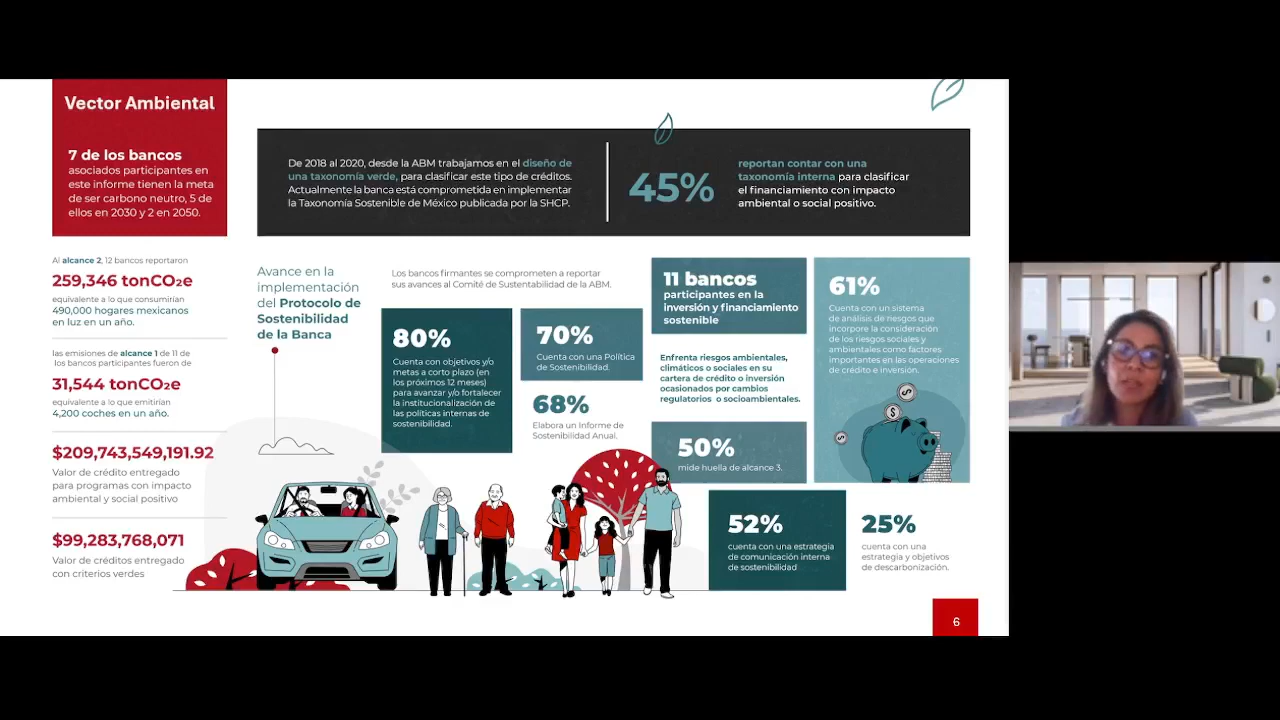 Vector Ambiental
7 de los bancos
asociados participantes en
este informe tienen la meta
de ser carbono neutro, 5 de
ellos en 2030 y 2 en 2050.
De 2018 al 2020, desde la ABM trabajamos en el diseño de
una taxonomía verde, para clasificar este tipo de créditos.
Actualmente la banca está comprometida en implementar
la Taxonomía Sostenible de México publicada por la SHCP.
45%
reportan contar con una
taxonomía interna para clasificar
el financiamiento con impacto
ambiental o social positivo.
Al alcance 2, 12 bancos reportaron
259,346 tonCO₂e
equivalente a lo que consumirían
490,000 hogares mexicanos
en luz en un año.
las emisiones de alcance 1 de 11 de
los bancos participantes fueron de
31,544 tonCO₂e
equivalente a lo que emitirían
4,200 coches en un año.
$209,743,549,191.92
Valor de crédito entregado
para programas con impacto
ambiental y social positivo
$99,283,768,071
Valor de créditos entregado
con criterios verdes
Avance en la
implementación
del Protocolo de
Sostenibilidad
de la Banca
Los bancos firmantes se comprometen a reportar
sus avances al Comité de Sustentabilidad de la ABM.
80%
Cuenta con objetivos y/o
metas a corto plazo (en
los próximos 12 meses)
para avanzar y/o fortalecer
la institucionalización de
las políticas internas de
sostenibilidad.
70%
Cuenta con una Política
de Sostenibilidad.
68%
Elabora un Informe de
Sostenibilidad Anual.
11 bancos
participantes en la
inversión y financiamiento
sostenible
Enfrenta riesgos ambientales,
climáticos o sociales en su
cartera de crédito o inversión
ocasionados por cambios
regulatorios o socioambientales.
50%
mide huella de alcance 3.
61%
Cuenta con un sistema
de análisis de riesgos que
incorpore la consideración
de los riesgos sociales y
ambientales como factores
importantes en las operaciones
de crédito e inversión.
$
$
$
52%
cuenta con una estrategia
de comunicación interna
de sostenibilidad
25%
cuenta con una
estrategia y objetivos
de descarbonización.
6